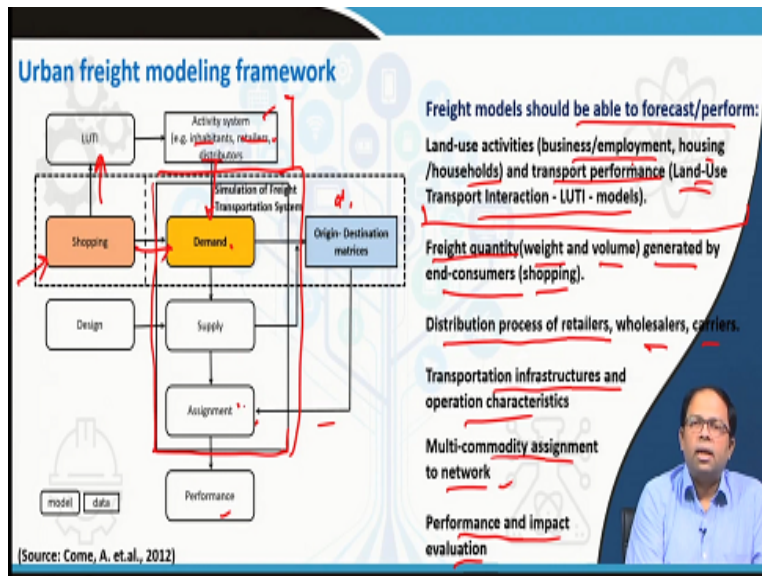 Urban freight modeling framework
LUTI
Activity system
(e.g. inhabitants, retailers,
distributors
Simulation of Freight
Transportation System
Shopping
Demand
Origin- Destination
matrices
Design
Supply
Assignment
Performance
model
data
(Source: Come, A. et.al., 2012)
Freight models should be able to forecast/perform:
Land-use activities (business/employment, housing
/households) and transport performance (Land-Use
Transport Interaction - LUTI - models).
Freight quantity(weight and volume) generated by
end-consumers (shopping).
Distribution process of retailers, wholesalers, carriers.
Transportation infrastructures and
operation characteristics
Multi-commodity assignment
to network
Performance and impact
evaluation